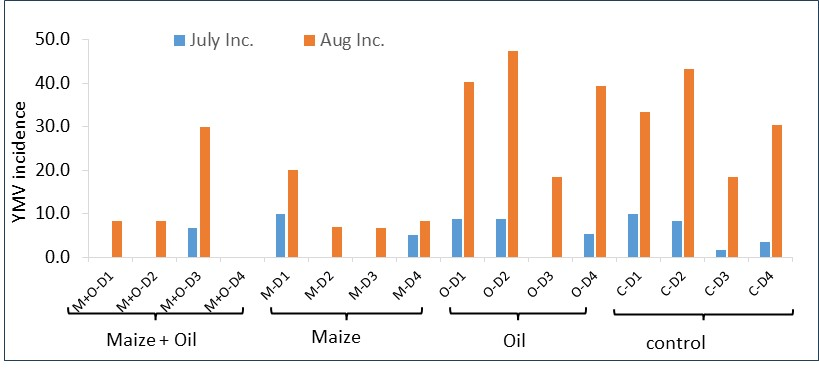 50.0
40.0
30.0
20.0
10.0
0.0
YMV incidence
July Inc.
Aug Inc.
M+O-D1
M+O-D2
M+O-D3
M+O-D4
M-D1
M-D2
M-D3
M-D4
O-D1
O-D2
O-D3
O-D4
C-D1
C-D2
C-D3
C-D4
Maize + Oil
Maize
Oil
control